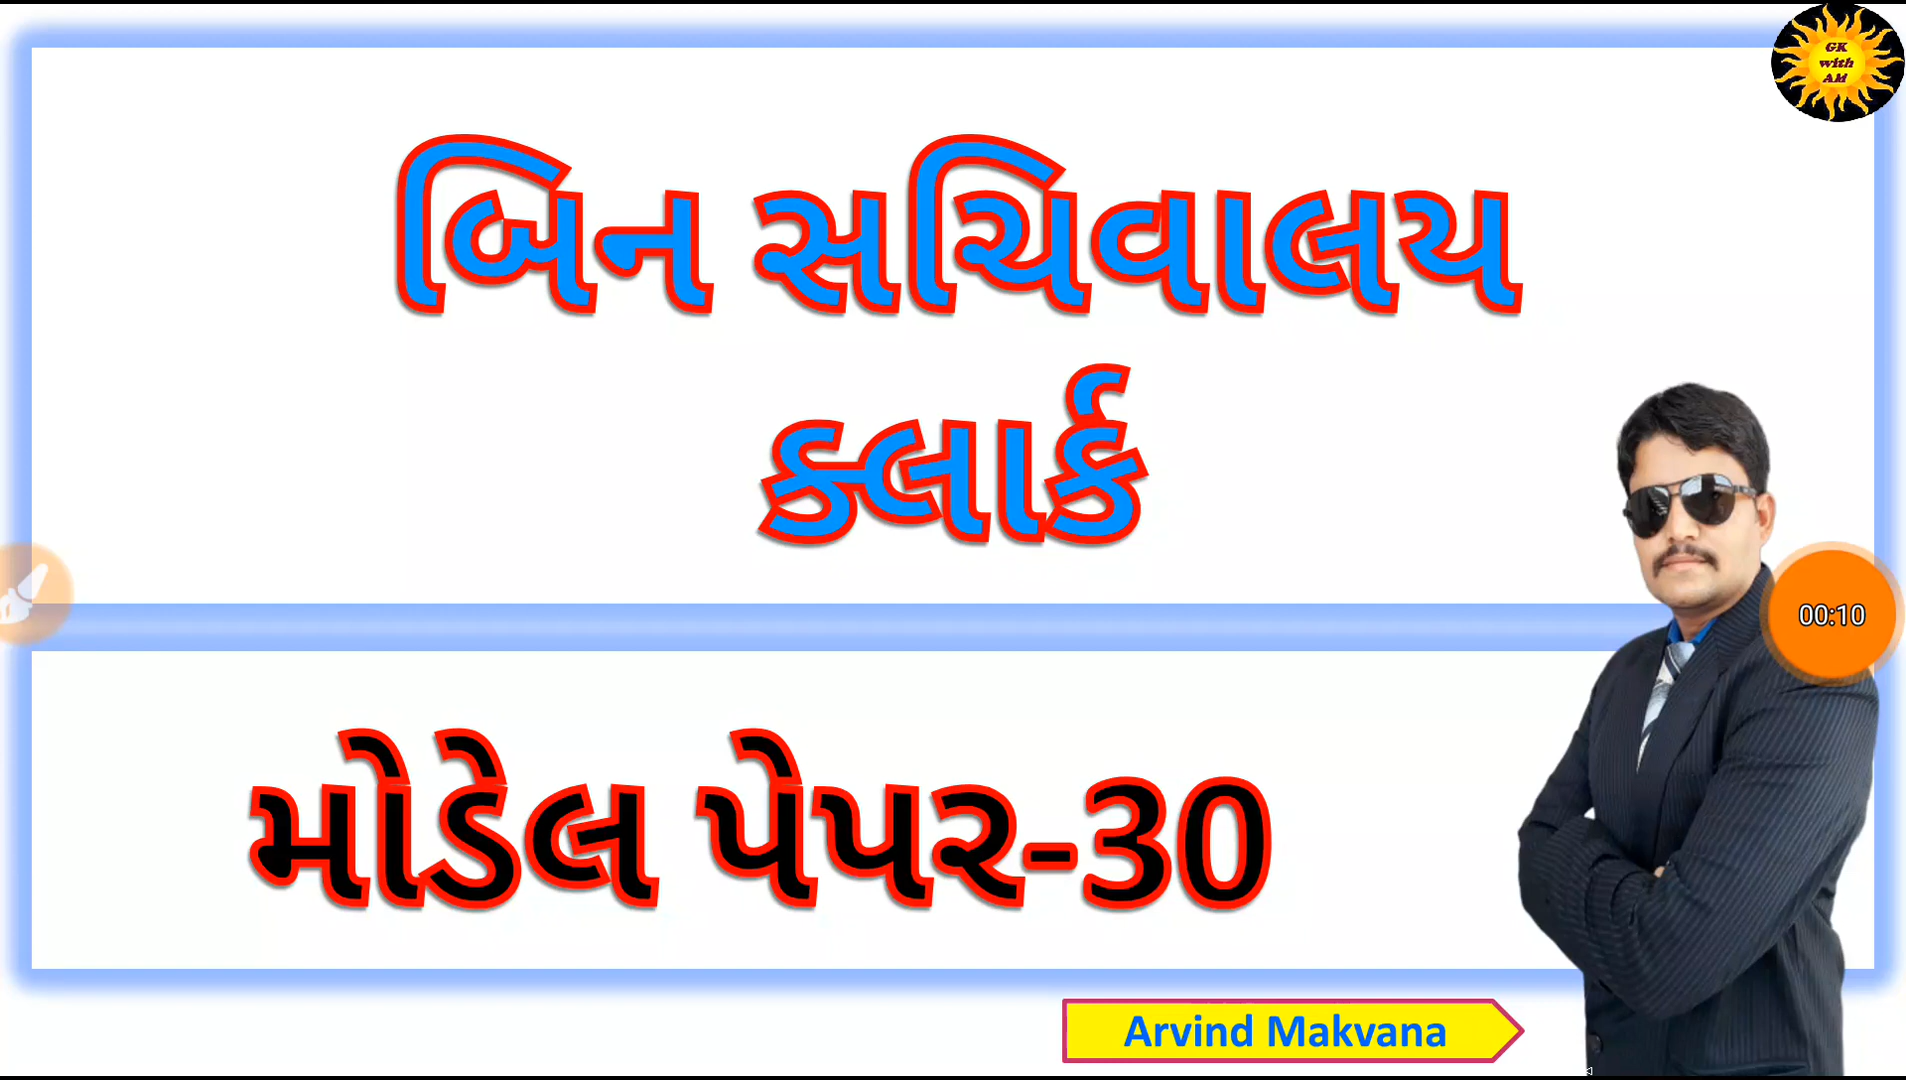 GK
with
AM
બિન સચિવાલય
ક્લાર્ક
00:10
મોડેલ પેપર-30
Arvind Makvana